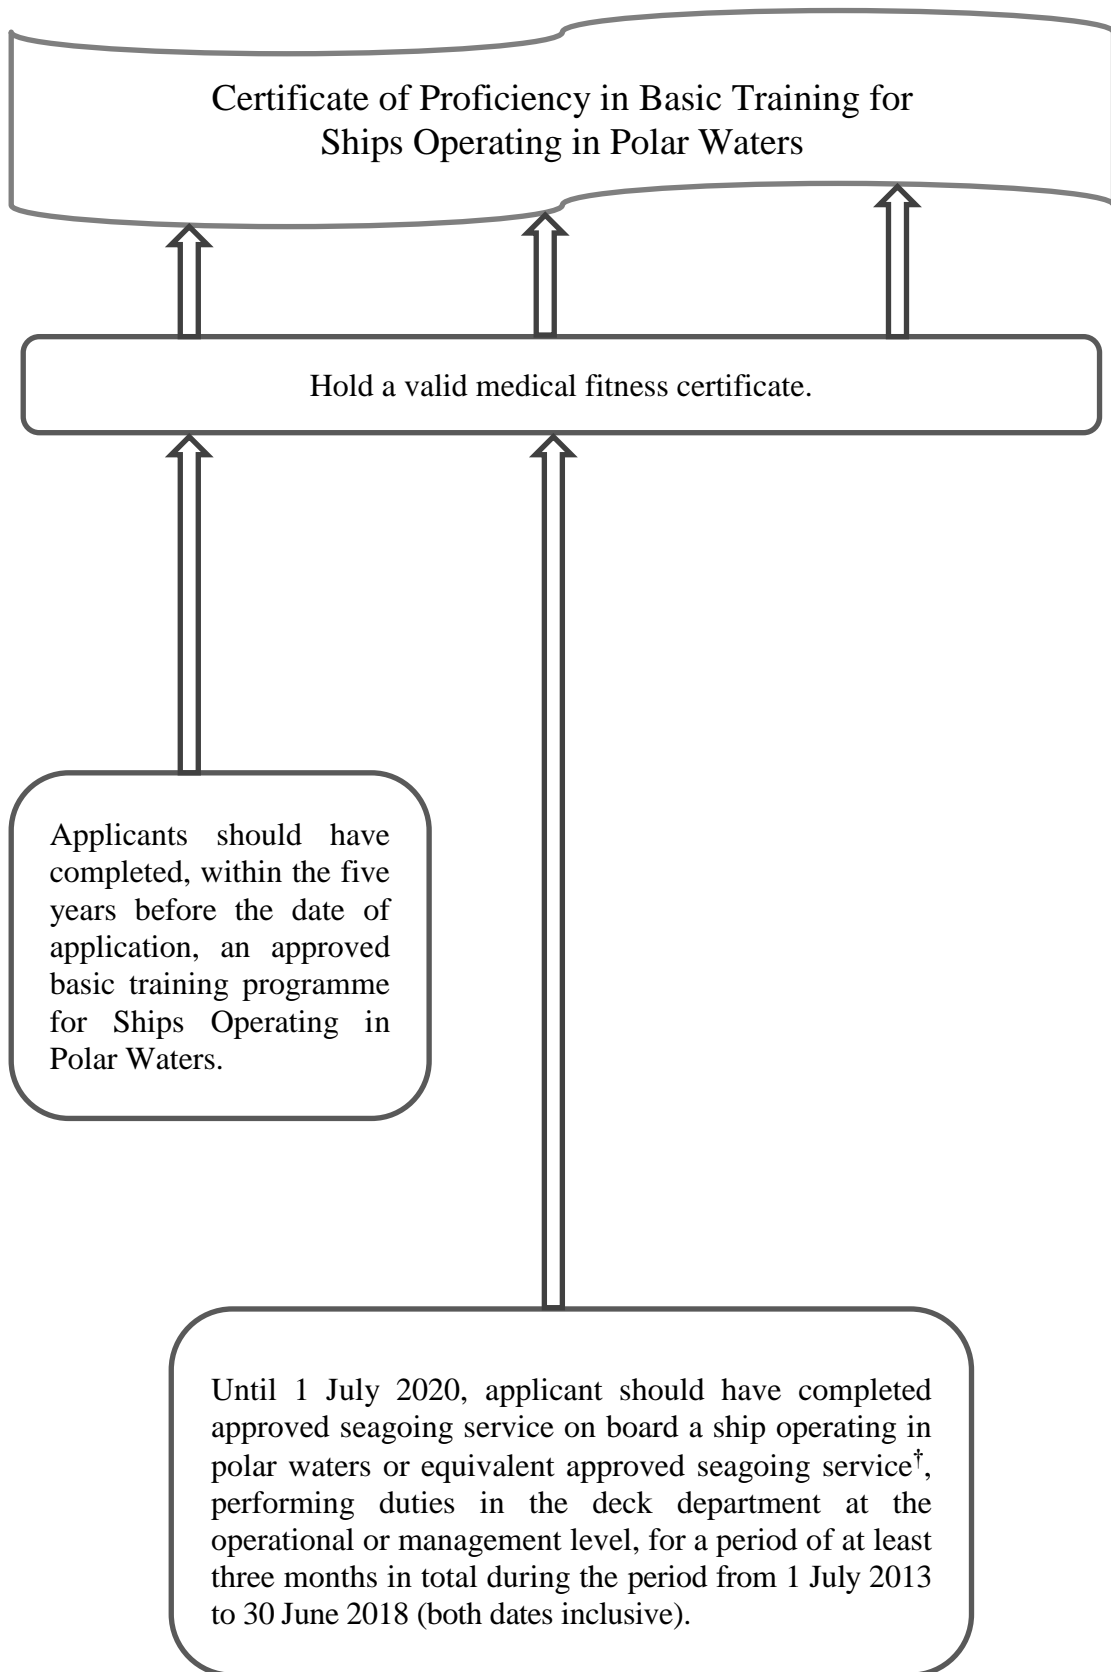 Certificate of Proficiency in Basic Training for
Ships Operating in Polar Waters
Hold a valid medical fitness certificate.
Applicants should have
completed, within the five
years before the date of
application, an approved
basic training programme
for Ships Operating in
Polar Waters.
Until 1 July 2020, applicant should have completed
approved seagoing service on board a ship operating in
polar waters or equivalent approved seagoing service†,
performing duties in the deck department at the
operational or management level, for a period of at least
three months in total during the period from 1 July 2013
to 30 June 2018 (both dates inclusive).